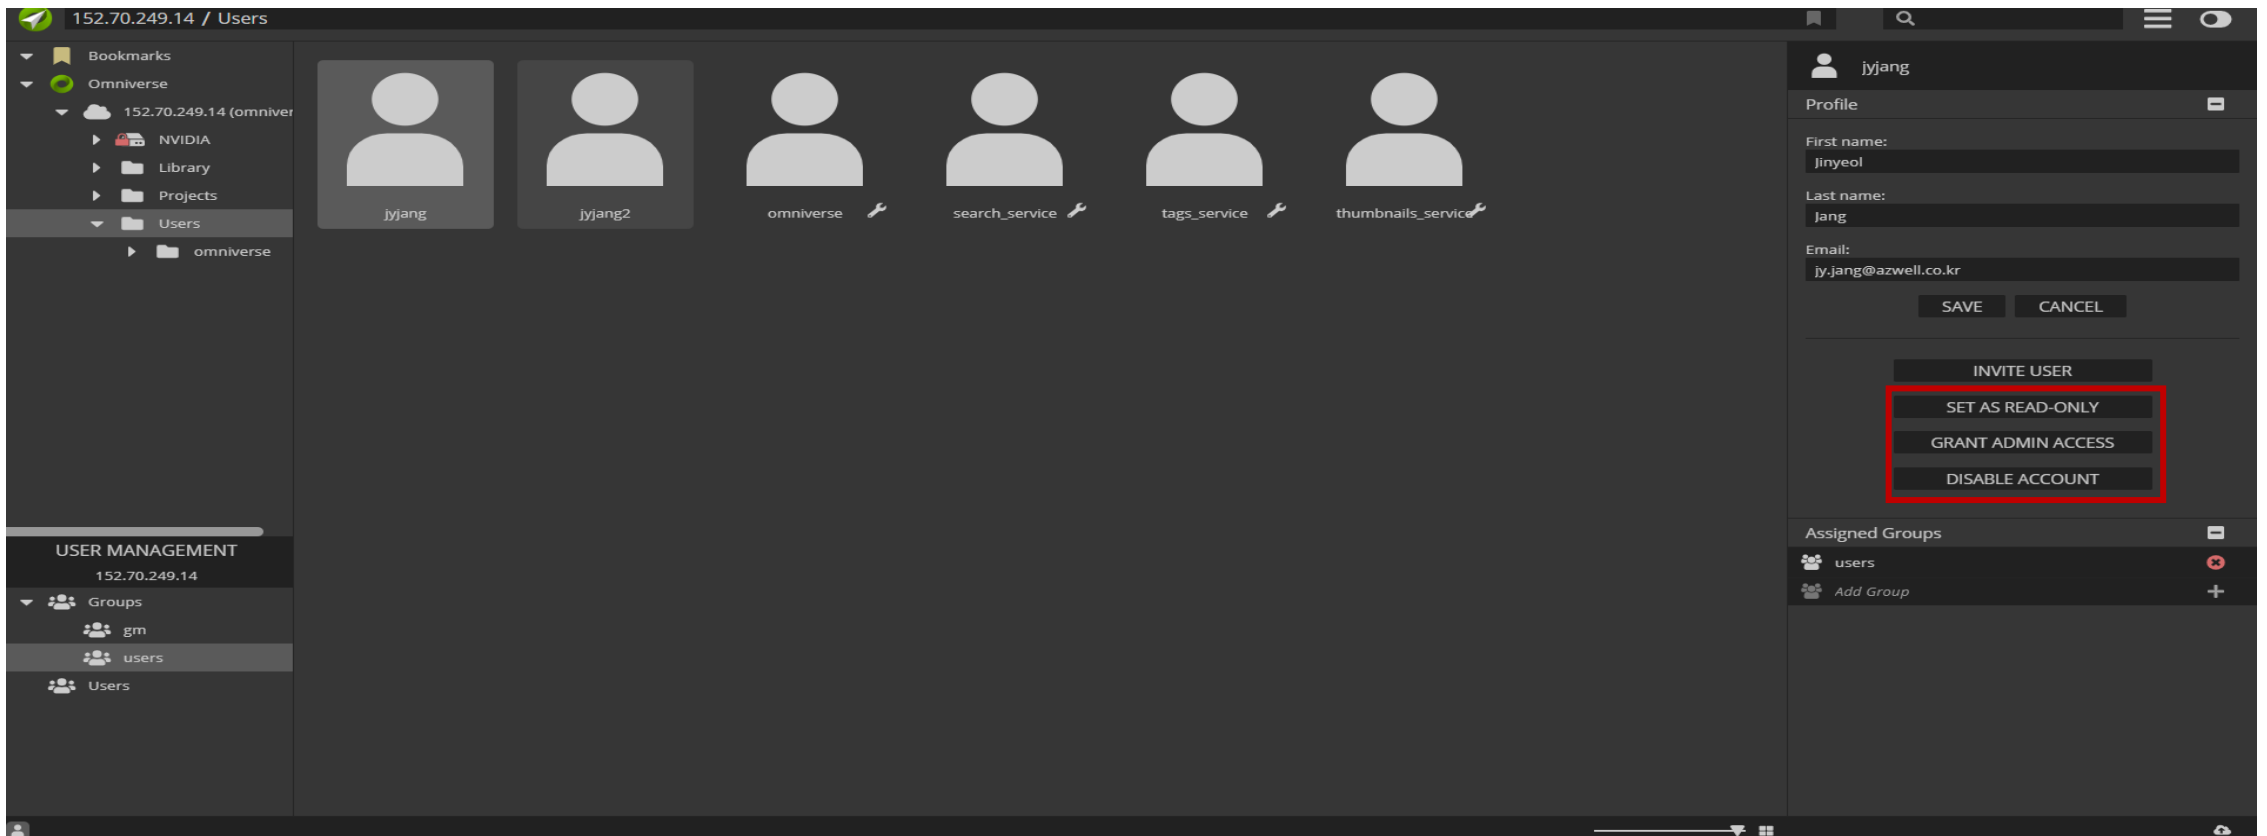 152.70.249.14 / Users
Bookmarks
Omniverse
152.70.249.14 (omniver
NVIDIA
Library
Projects
Users
omniverse
USER MANAGEMENT
152.70.249.14
Groups
gm
users
Users
jyjang
jyjang2
omniverse
search_service
tags_service
thumbnails_service
jyjang
Profile
First name:
Jinyeol
Last name:
Jang
Email:
jy.jang@azwell.co.kr
SAVE CANCEL
INVITE USER
SET AS READ-ONLY
GRANT ADMIN ACCESS
DISABLE ACCOUNT
Assigned Groups
users
Add Group